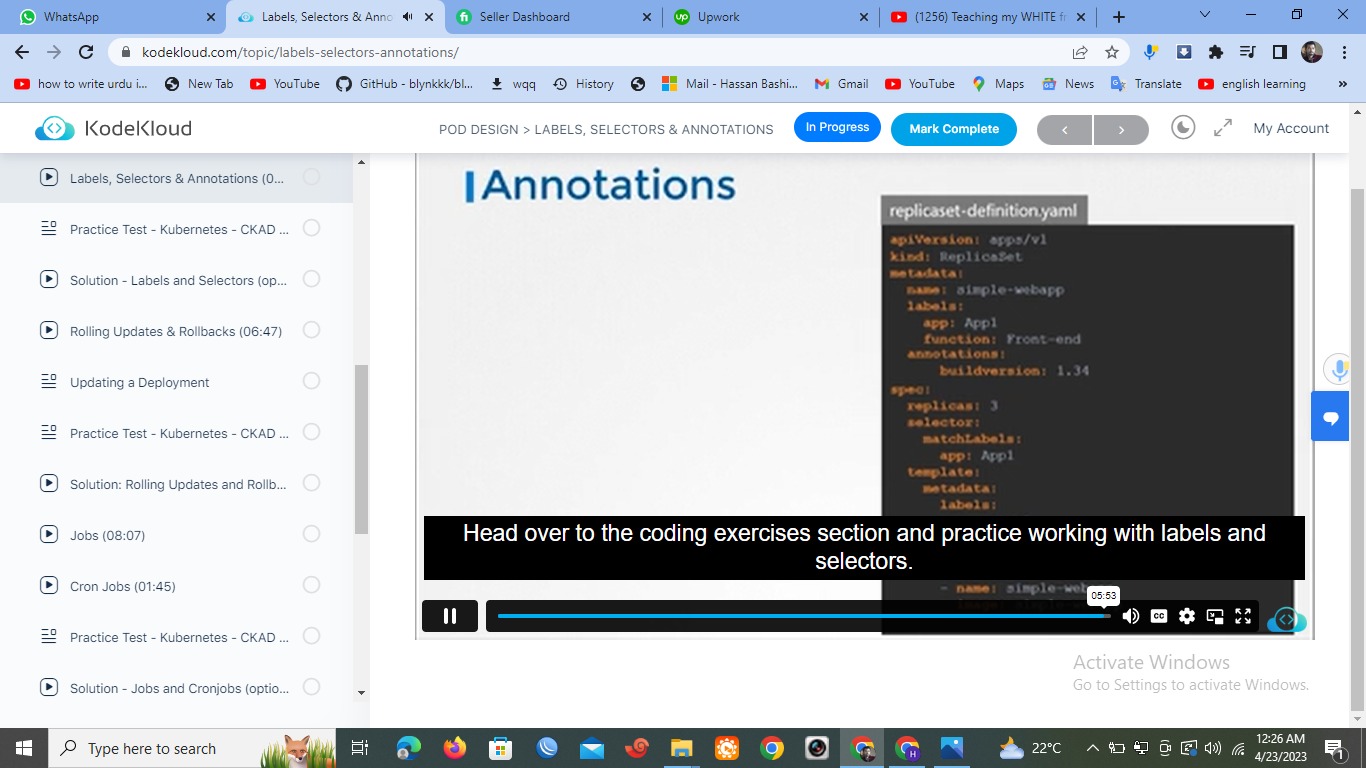 WhatsApp
Labels, Selectors & Anno
Seller Dashboard
Upwork
(1256) Teaching my WHITE fr
kodekloud.com/topic/labels-selectors-annotations/
how to write urdu i...
New Tab
YouTube
GitHub - blynkkk/bl...
wqq
History
Mail - Hassan Bashi...
Gmail
YouTube
Maps
News
Translate
english learning
»
KodeKloud
POD DESIGN > LABELS, SELECTORS & ANNOTATIONS
In Progress
Mark Complete
My Account
Labels, Selectors & Annotations (0...
Practice Test - Kubernetes - CKAD ...
Solution - Labels and Selectors (op...
Rolling Updates & Rollbacks (06:47)
Updating a Deployment
Practice Test - Kubernetes - CKAD ...
Solution: Rolling Updates and Rollb...
Jobs (08:07)
Cron Jobs (01:45)
Practice Test - Kubernetes - CKAD ...
Solution - Jobs and Cronjobs (optio...
Annotations
replicaset-definition.yaml
apiVersion: apps/v1
kind: ReplicaSet
metadata:
name: simple-webapp
labels:
app: App1
function: Front-end
annotations:
buildversion: 1.34
spec:
replicas: 3
selector:
matchLabels:
app: App1
template:
metadata:
labels:
Head over to the coding exercises section and practice working with labels and
selectors.
- name: simple-web
05:53
CC
Activate Windows
Go to Settings to activate Windows.
Type here to search
H
22°C
12:26 AM
4/23/2023
1